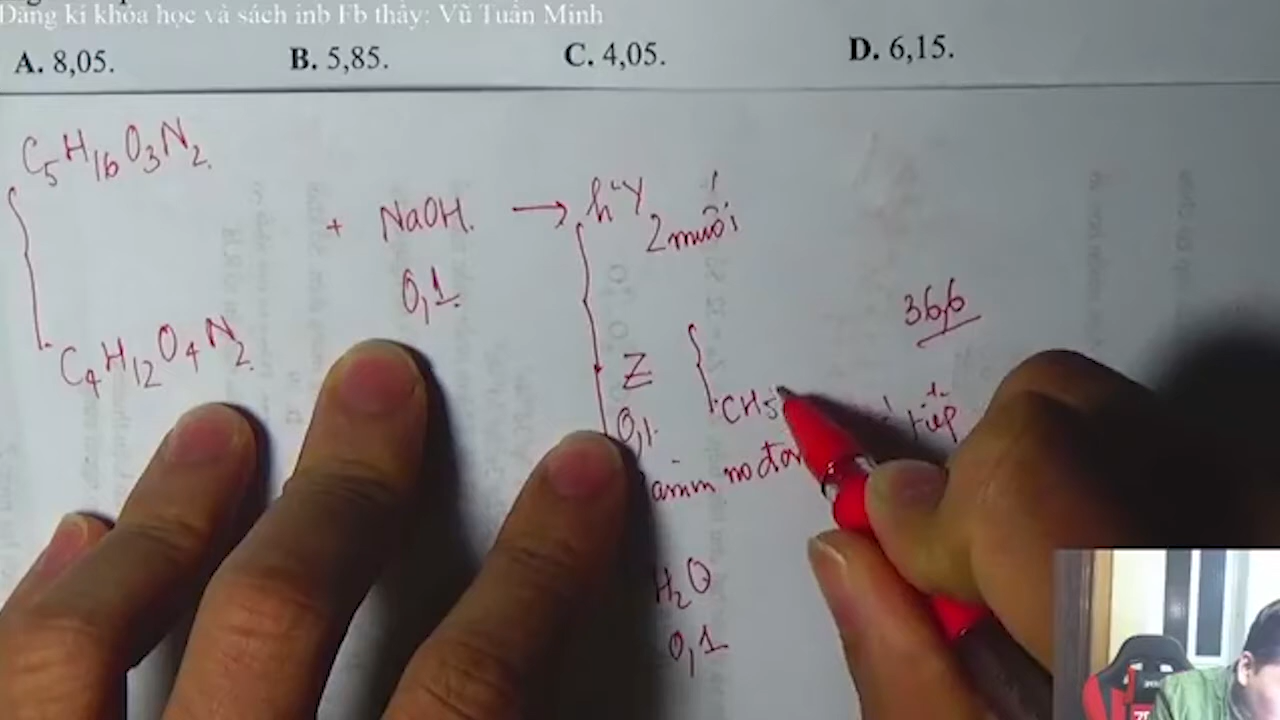 Đăng kí khóa học và sách inb Fb thầy: Vũ Tuấn Minh
A. 8,05. B. 5,85. C. 4,05. D. 6,15.
C5H16O3N2
+ NaOH → h² Y 2 muối
0,1
C4H12O4N2
36,6
Z
CH5
tiếp
0,1
amin no đơn
H2O
0,1